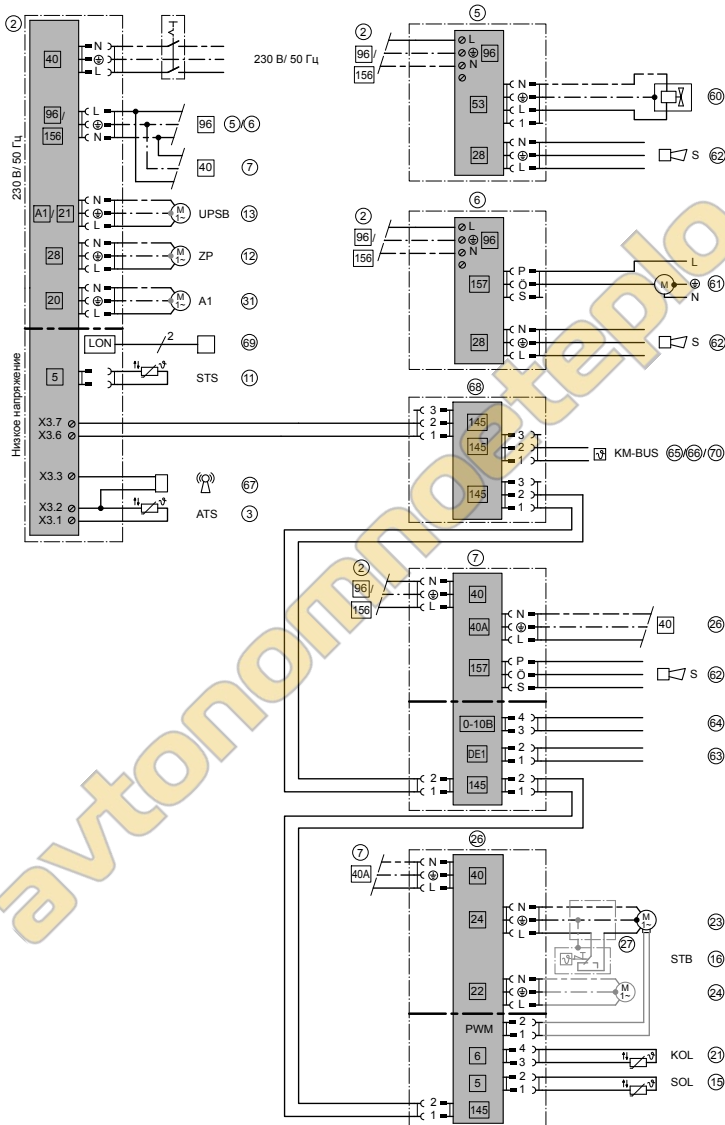 2
40
N
L
230 В/ 50 Гц
96/
156
L
N
96
5
/
6
40
7
230 В/ 50 Гц
A1
/
21
N
L
M
1~
UPSB
13
28
N
L
M
1~
ZP
12
20
N
L
M
1~
A1
31
LON
2
69
Низкое напряжение
5
STS
11
X3.7
X3.6
X3.3
67
X3.2
X3.1
ATS
3
5
2
96/
156
L
N
96
53
N
L
1
60
28
N
L
S
62
6
2
96/
156
L
N
96
157
P
Ö
S
M
L
N
61
28
N
L
S
62
68
3
2
1
145
145
3
2
1
KM-BUS
65/66/70
145
3
2
1
7
2
96/
156
N
L
40
40A
N
L
40
26
157
P
Ö
S
S
62
0-10В
4
3
64
DE1
2
1
63
2
1
145
2
1
26
7
40A
N
L
40
24
N
L
M
1~
23
27
STB
16
22
N
L
M
1~
24
PWM
2
1
6
4
3
KOL
21
5
2
1
SOL
15
2
1
145
avtonomnoeteplo